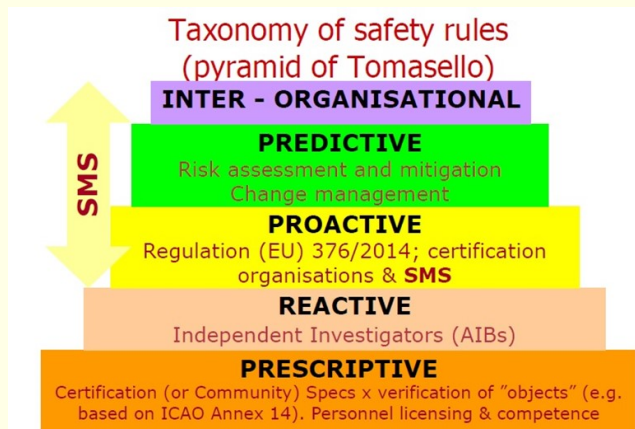 Taxonomy of safety rules
(pyramid of Tomasello)
INTER - ORGANISATIONAL
PREDICTIVE
Risk assessment and mitigation
Change management
SMS
PROACTIVE
Regulation (EU) 376/2014; certification
organisations & SMS
REACTIVE
Independent Investigators (AIBs)
PRESCRIPTIVE
Certification (or Community) Specs x verification of ”objects” (e.g.
based on ICAO Annex 14). Personnel licensing & competence